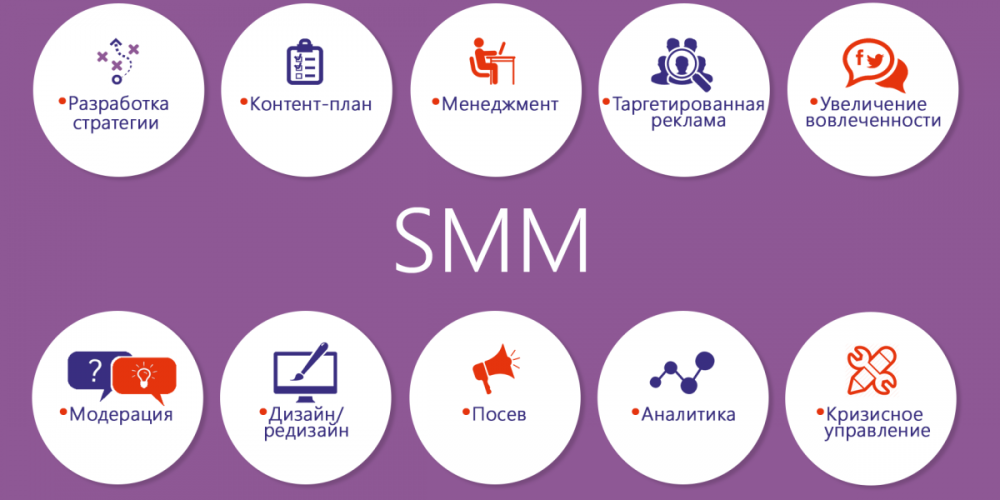 •Разработка
стратегии
•Контент-план
•Менеджмент
•Таргетированная
реклама
•Увеличение
вовлеченности
SMM
?
•Модерация
•Дизайн/
редизайн
•Посев
•Аналитика
•Кризисное
управление